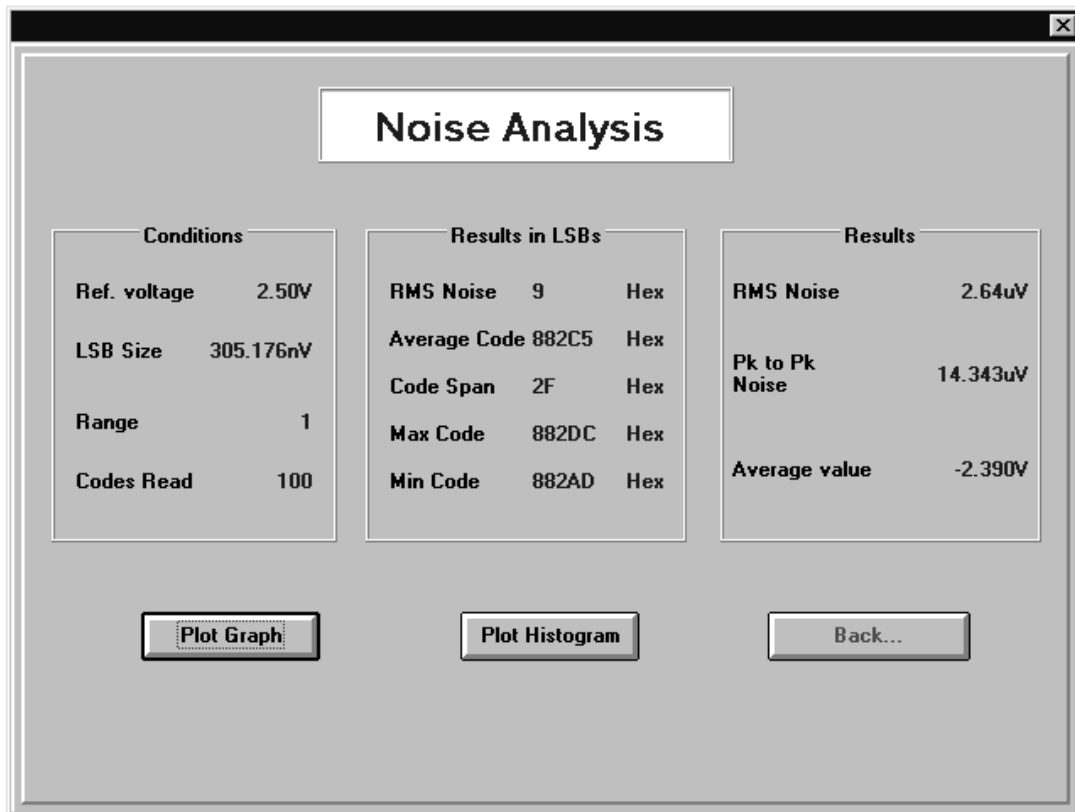 Noise Analysis
Conditions
Ref. voltage 2.50V
LSB Size 305.176nV
Range 1
Codes Read 100
Results in LSBs
RMS Noise 9 Hex
Average Code 882C5 Hex
Code Span 2F Hex
Max Code 882DC Hex
Min Code 882AD Hex
Results
RMS Noise 2.64uV
Pk to Pk
Noise 14.343uV
Average value -2.390V
Plot Graph
Plot Histogram
Back...